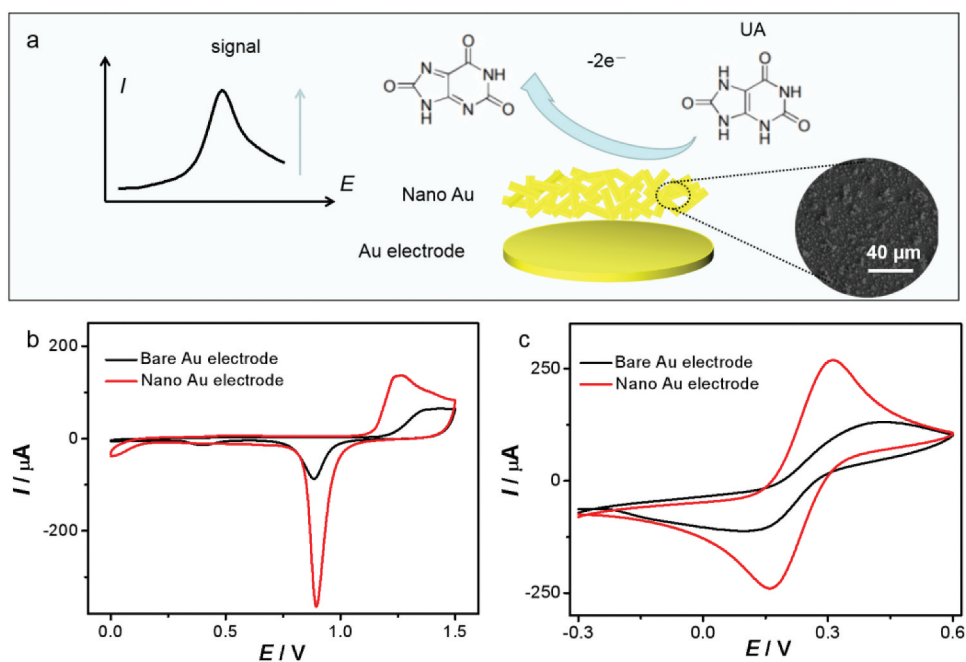 a
signal
I
E
UA
-2e⁻
O
N
NH
O
N
H
N
O
O
H
N
NH
O
N
H
N
H
O
Nano Au
Au electrode
40 μm
b
Bare Au electrode
Nano Au electrode
200
0
-200
I / μA
0.0
0.5
1.0
1.5
E / V
c
Bare Au electrode
Nano Au electrode
250
0
-250
I / μA
-0.3
0.0
0.3
0.6
E / V